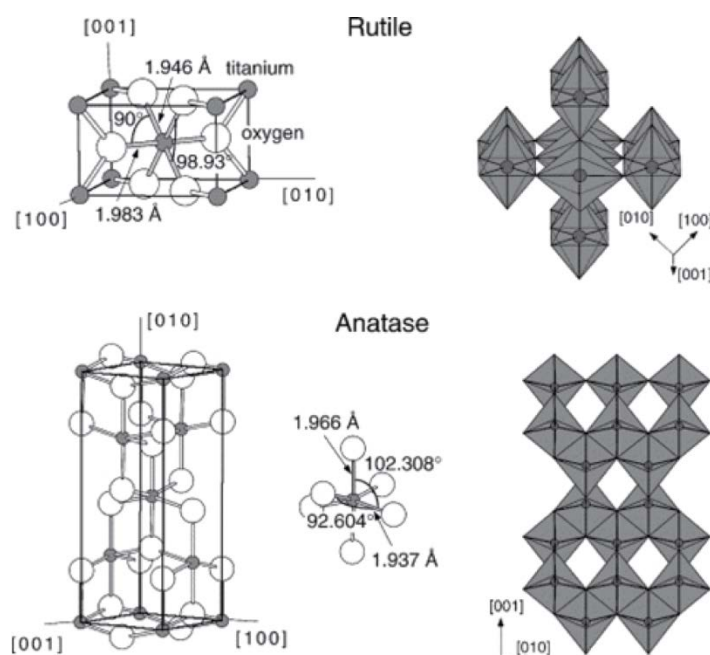 Rutile
[001]
1.946 Å
titanium
90°
oxygen
98.93°
[010]
[100]
1.983 Å
[010]
[100]
[001]
Anatase
[010]
1.966 Å
102.308°
92.604°
1.937 Å
[001]
[100]
[001]
[010]